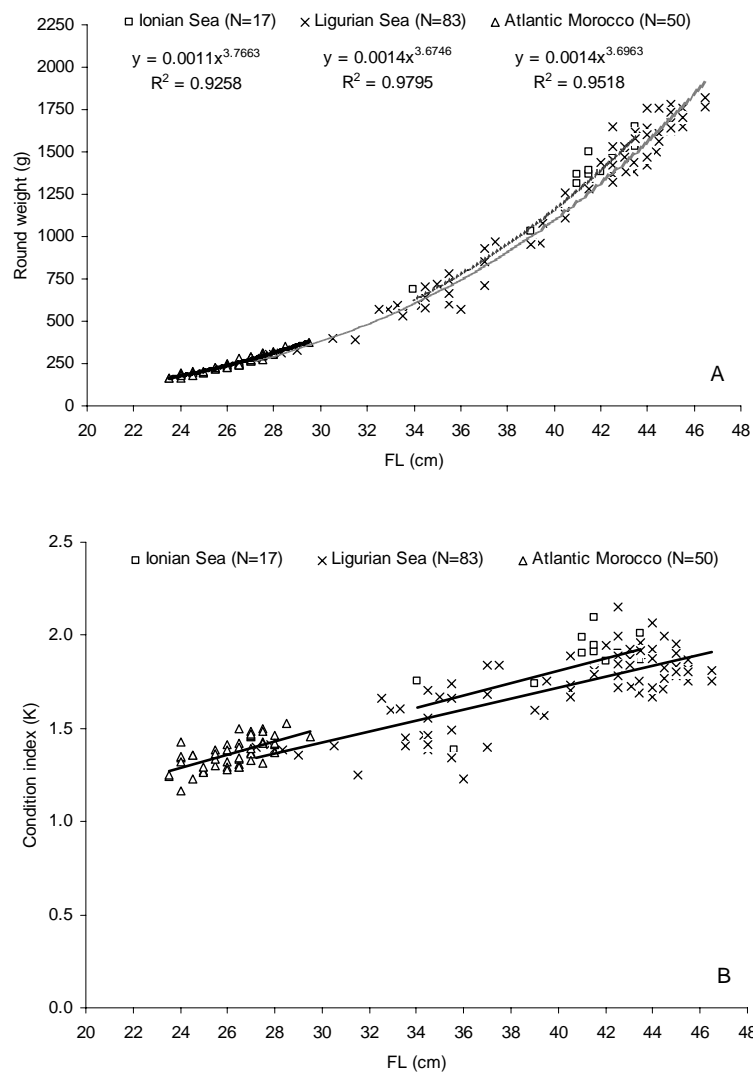 Ionian Sea (N=17) Ligurian Sea (N=83) Atlantic Morocco (N=50)
y = 0.0011x^3.7663 y = 0.0014x^3.6746 y = 0.0014x^3.6963
R² = 0.9258 R² = 0.9795 R² = 0.9518
2250
2000
1750
1500
1250
1000
750
500
250
0
Round weight (g)
A
20 22 24 26 28 30 32 34 36 38 40 42 44 46 48
FL (cm)
Ionian Sea (N=17) Ligurian Sea (N=83) Atlantic Morocco (N=50)
2.5
2.0
1.5
1.0
0.5
0.0
Condition index (K)
B
20 22 24 26 28 30 32 34 36 38 40 42 44 46 48
FL (cm)